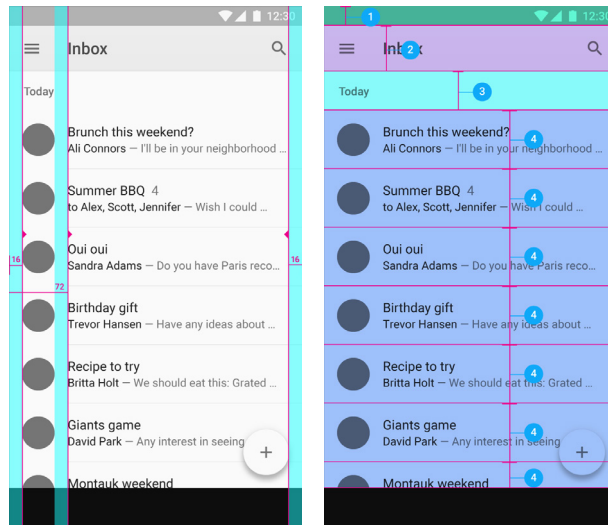 12:30
Inbox
Today
Brunch this weekend?
Ali Connors — I'll be in your neighborhood ...
Summer BBQ 4
to Alex, Scott, Jennifer — Wish I could ...
Oui oui
Sandra Adams — Do you have Paris reco...
16
16
72
Birthday gift
Trevor Hansen — Have any ideas about ...
Recipe to try
Britta Holt — We should eat this: Grated ...
Giants game
David Park — Any interest in seeing
+
Montauk weekend
12:30
1
Inbox
2
Today
3
Brunch this weekend?
4
Ali Connors — I'll be in your neighborhood ...
Summer BBQ 4
4
to Alex, Scott, Jennifer — Wish I could ...
Oui oui
4
Sandra Adams — Do you have Paris reco...
Birthday gift
4
Trevor Hansen — Have any ideas about ...
Recipe to try
4
Britta Holt — We should eat this: Grated ...
Giants game
4
David Park — Any interest in seeing
+
Montauk weekend
4